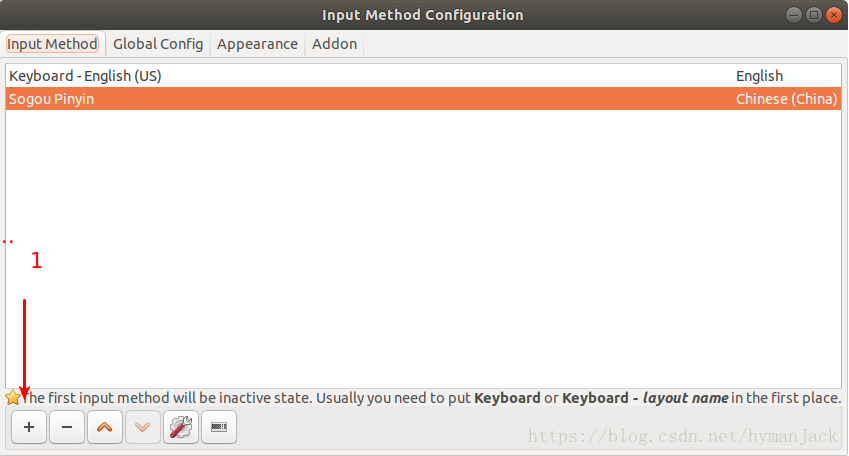 Input Method Configuration
Input Method Global Config Appearance Addon
Keyboard - English (US) English
Sogou Pinyin Chinese (China)
..
1
The first input method will be inactive state. Usually you need to put Keyboard or Keyboard - layout name in the first place.
https://blog.csdn.net/hymanjack